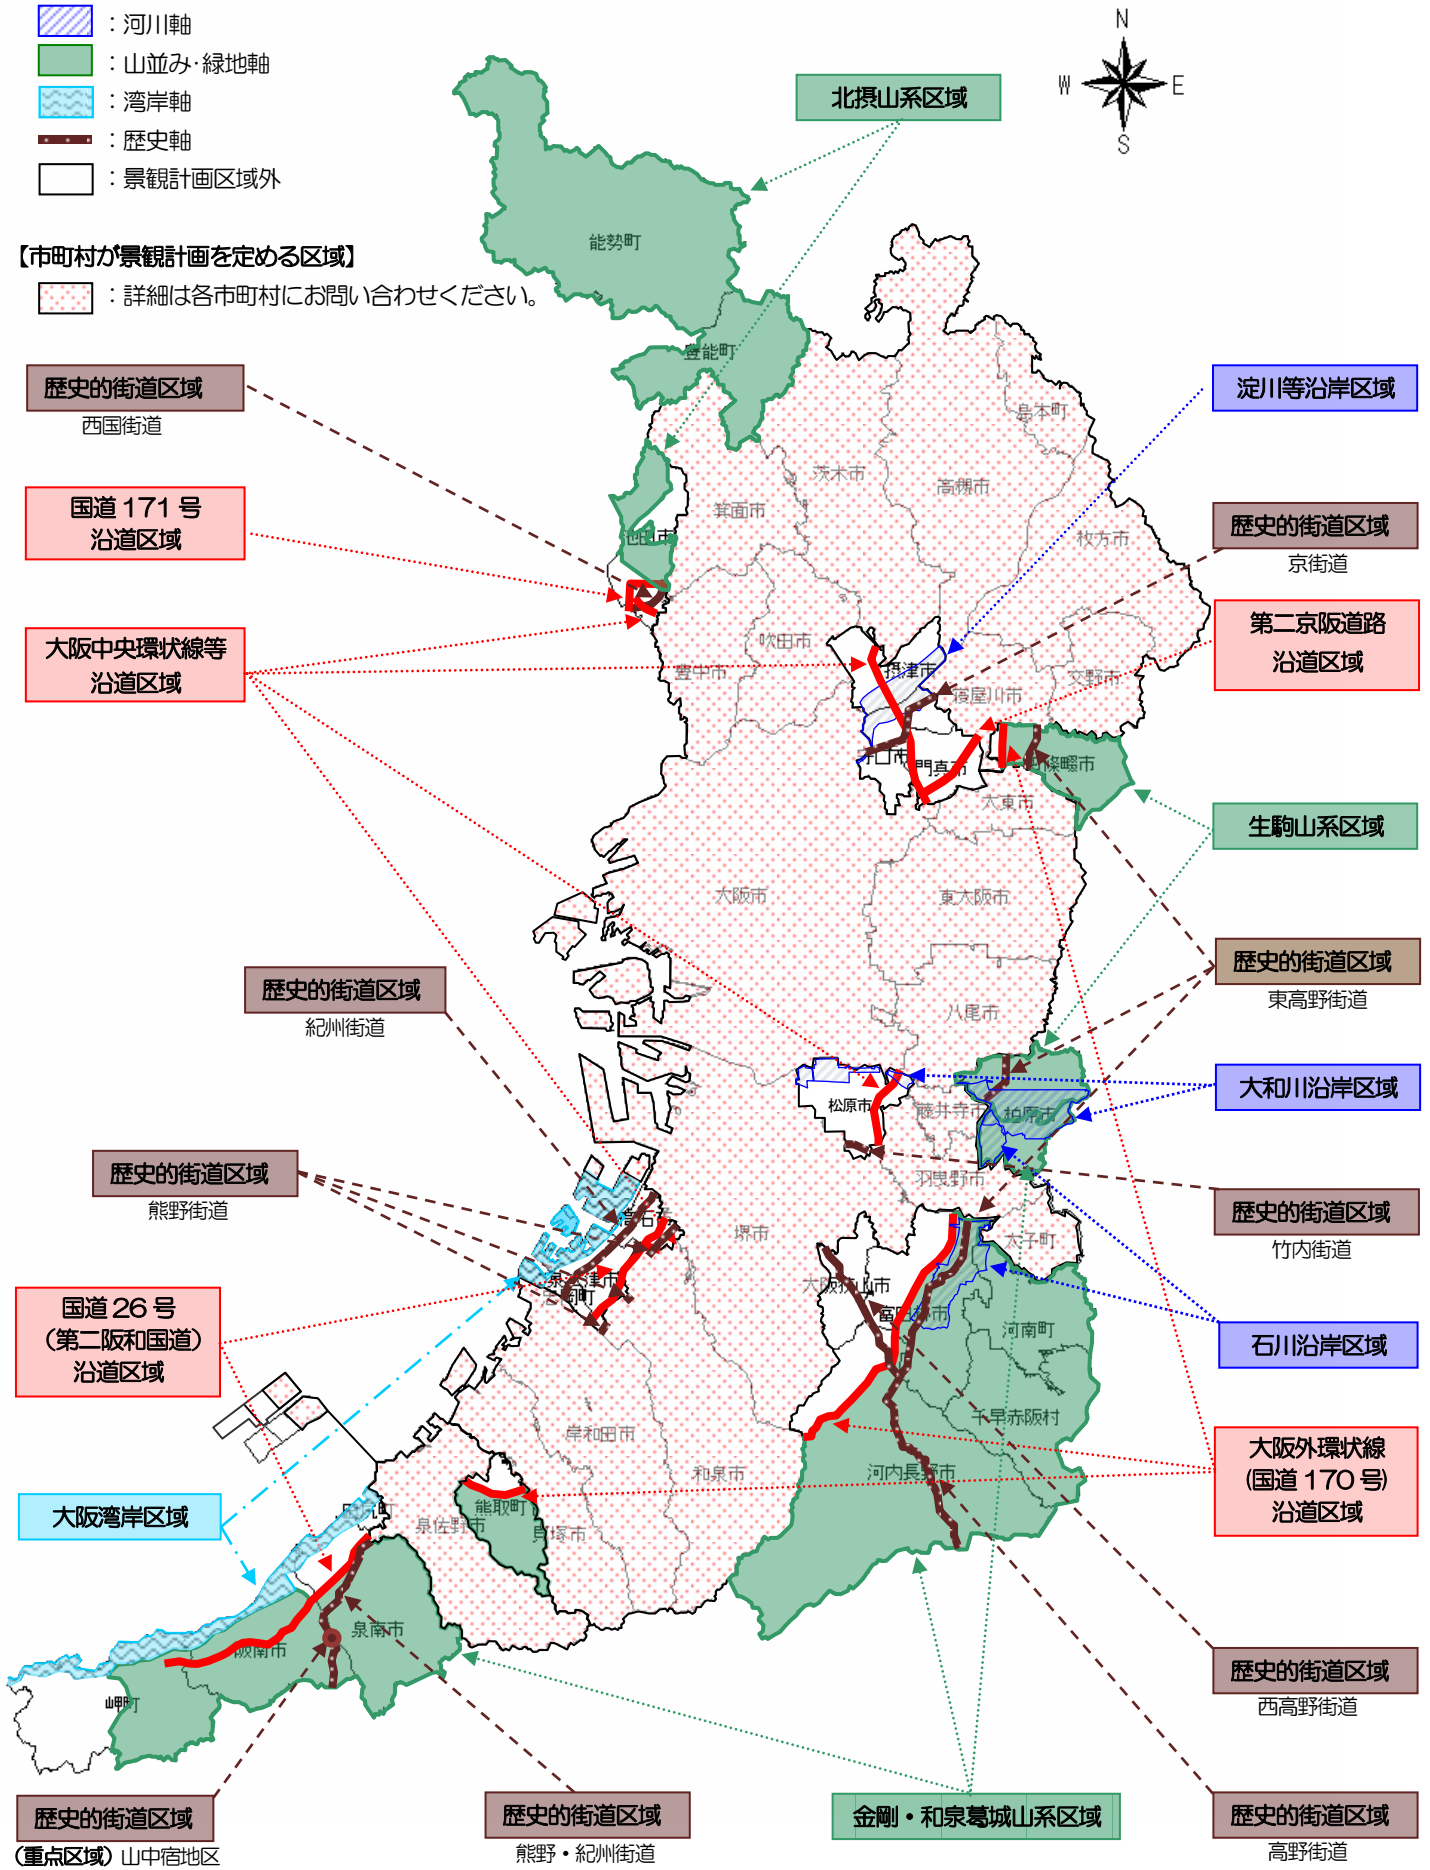 ：河川軸
：山並み・緑地軸
：湾岸軸
：歴史軸
：景観計画区域外
【市町村が景観計画を定める区域】
：詳細は各市町村にお問い合わせください。
N
W
E
S
北摂山系区域
能勢町
豊能町
歴史的街道区域
西国街道
淀川等沿岸区域
島本町
茨木市
高槻市
箕面市
国道171号
沿道区域
池田市
枚方市
歴史的街道区域
京街道
大阪中央環状線等
沿道区域
吹田市
豊中市
摂津市
寝屋川市
交野市
第二京阪道路
沿道区域
守口市
門真市
四條畷市
大東市
生駒山系区域
大阪市
東大阪市
歴史的街道区域
東高野街道
歴史的街道区域
紀州街道
八尾市
大和川沿岸区域
松原市
藤井寺市
柏原市
歴史的街道区域
熊野街道
羽曳野市
歴史的街道区域
竹内街道
高石市
堺市
太子町
泉大津市
忠岡町
大阪狭山市
富田林市
国道26号
（第二阪和国道）
沿道区域
河南町
石川沿岸区域
千早赤阪村
岸和田市
和泉市
河内長野市
大阪外環状線
(国道170号)
沿道区域
大阪湾岸区域
田尻町
熊取町
泉佐野市
貝塚市
泉南市
阪南市
岬町
歴史的街道区域
西高野街道
歴史的街道区域
（重点区域）山中宿地区
歴史的街道区域
熊野・紀州街道
金剛・和泉葛城山系区域
歴史的街道区域
高野街道